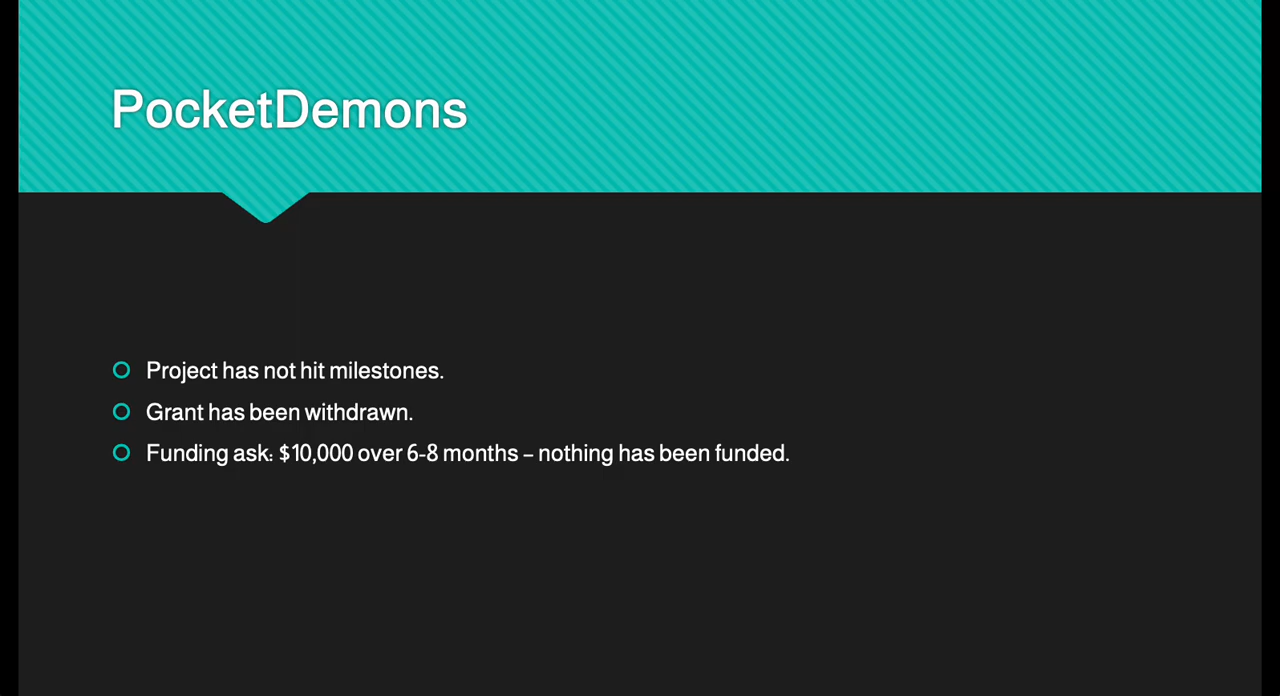 PocketDemons
Project has not hit milestones.
Grant has been withdrawn.
Funding ask: $10,000 over 6-8 months – nothing has been funded.